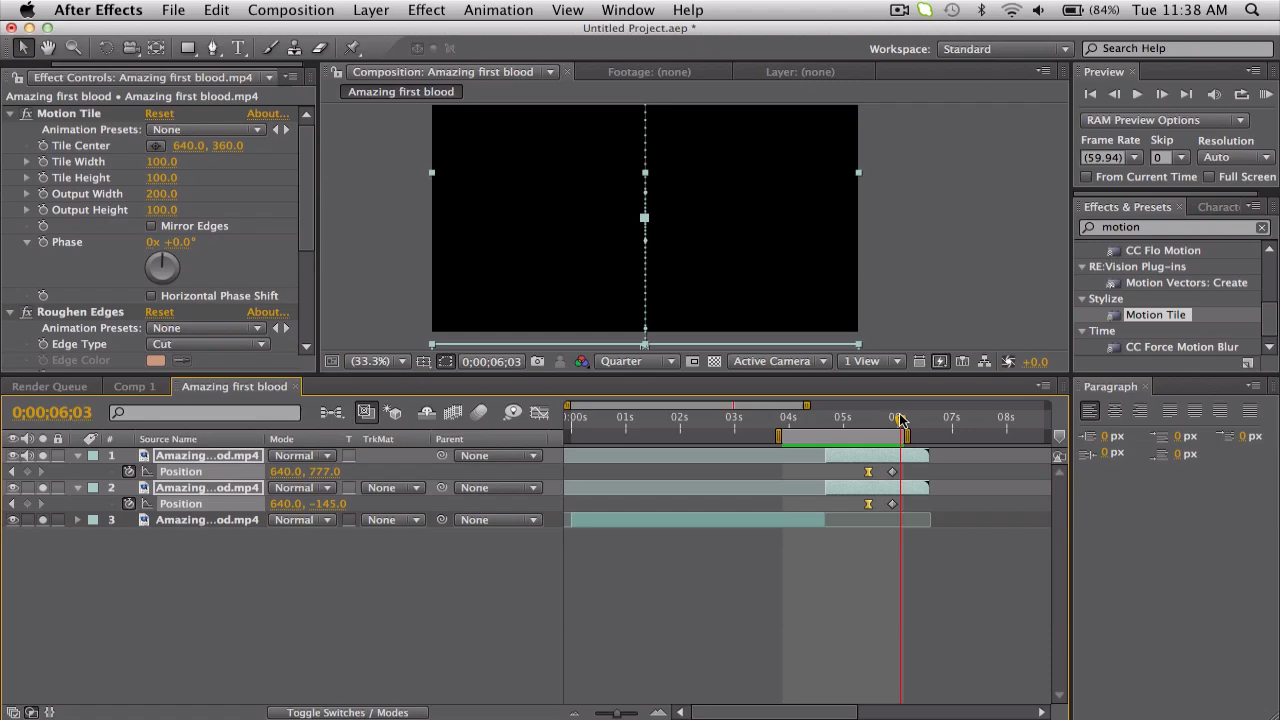 After Effects File Edit Composition Layer Effect Animation View Window Help (84%) Tue 11:38 AM
Untitled Project.aep *
Workspace: Standard Search Help
Effect Controls: Amazing first blood.mp4
Composition: Amazing first blood Footage: (none) Layer: (none)
Preview
Amazing first blood • Amazing first blood.mp4
Amazing first blood
Motion Tile Reset About...
Animation Presets: None
Tile Center 640.0, 360.0
Tile Width 100.0
Tile Height 100.0
Output Width 200.0
Output Height 100.0
Mirror Edges
Phase 0x +0.0°
Horizontal Phase Shift
Roughen Edges Reset About...
Animation Presets: None
Edge Type Cut
Edge Color
RAM Preview Options
Frame Rate Skip Resolution
(59.94) 0 Auto
From Current Time Full Screen
Effects & Presets Charact
motion
CC Flo Motion
RE:Vision Plug-ins
Motion Vectors: Create
Stylize
Motion Tile
Time
CC Force Motion Blur
(33.3%) 0;00;06;03 Quarter Active Camera 1 View +0.0
Render Queue Comp 1 Amazing first blood
0;00;06;03
# Source Name Mode T TrkMat Parent
0:00s 01s 02s 03s 04s 05s 06s 07s 08s
1 Amazing...od.mp4 Normal None
Position 640.0, 777.0
2 Amazing...od.mp4 Normal None None
Position 640.0, -145.0
3 Amazing...od.mp4 Normal None None
Toggle Switches / Modes
Paragraph
0 px 0 px 0 px
0 px 0 px